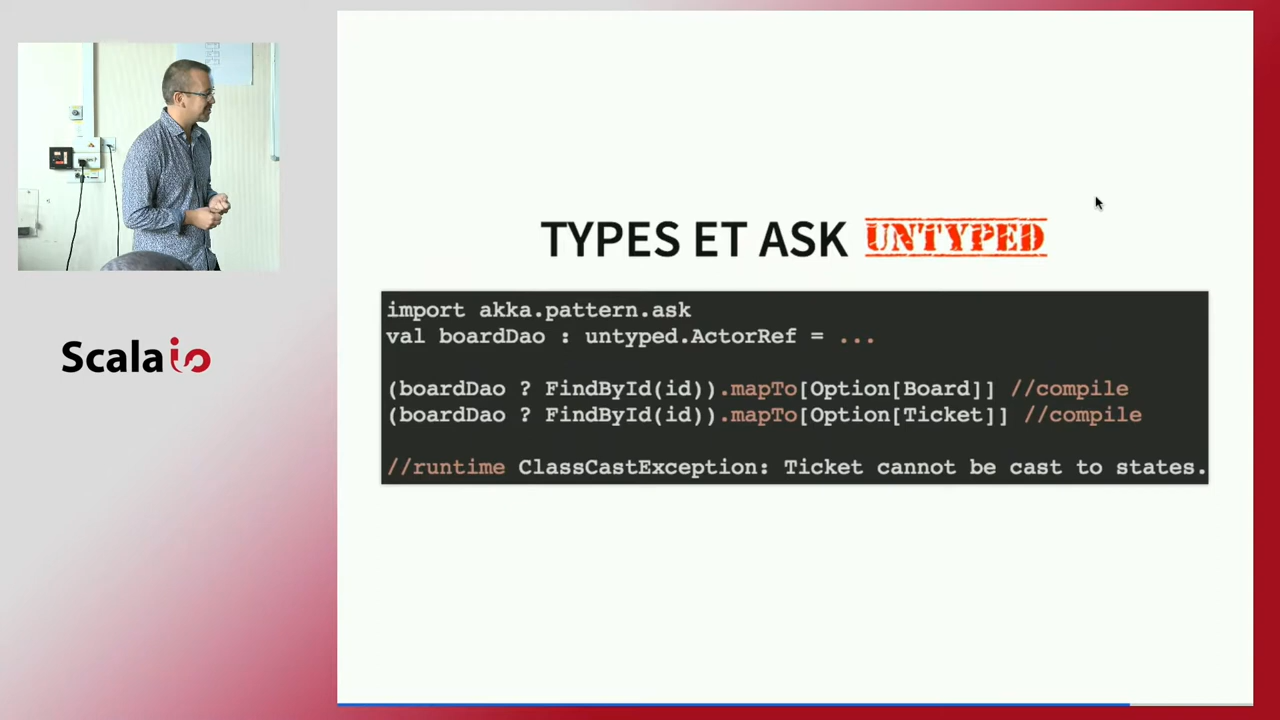 TYPES ET ASK UNTYPED
import akka.pattern.ask
val boardDao : untyped.ActorRef = ...
(boardDao ? FindById(id)).mapTo[Option[Board]] //compile
(boardDao ? FindById(id)).mapTo[Option[Ticket]] //compile
//runtime ClassCastException: Ticket cannot be cast to states.
Scala io